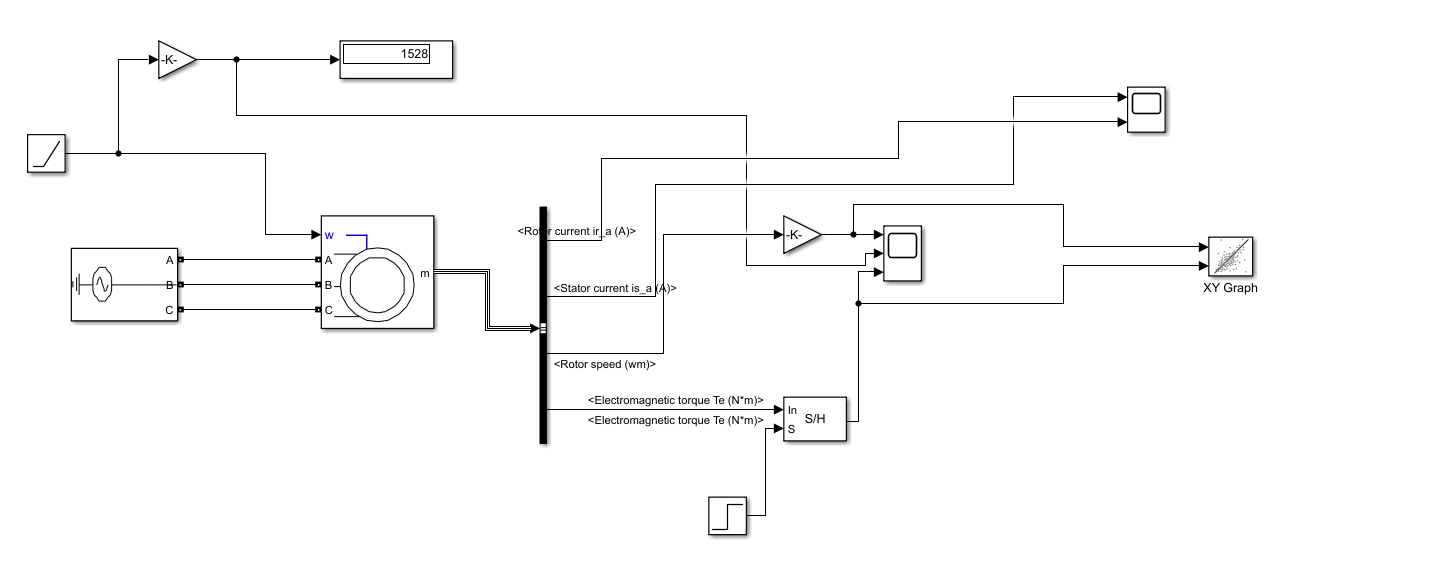 -K-
1528
<Rotor current ir_a (A)>
w
A
B
C
m
A
B
C
-K-
<Stator current is_a (A)>
XY Graph
<Rotor speed (wm)>
<Electromagnetic torque Te (N*m)>
<Electromagnetic torque Te (N*m)>
In
S/H
S